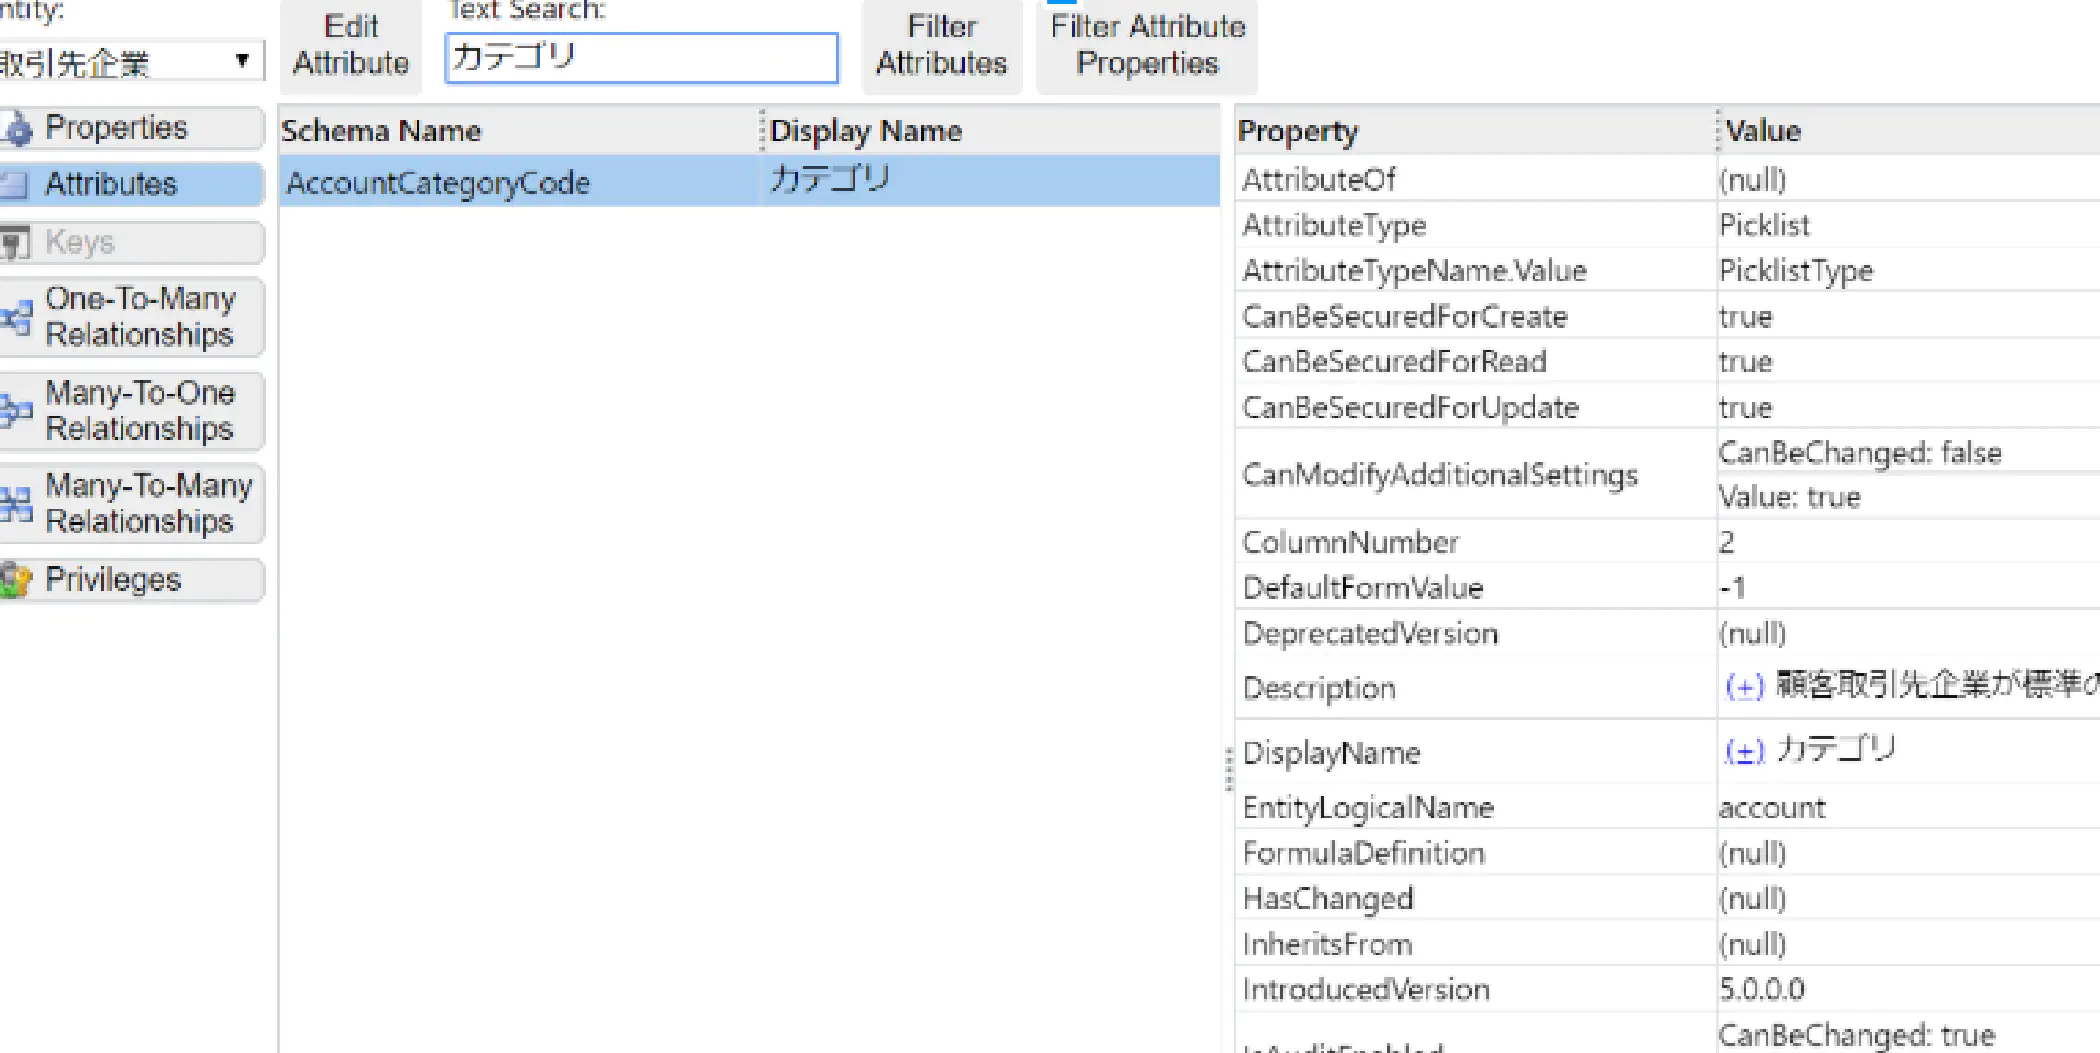 ntity:
取引先企業
Properties
Attributes
Keys
One-To-Many
Relationships
Many-To-One
Relationships
Many-To-Many
Relationships
Privileges
Edit
Attribute
Text Search:
カテゴリ
Filter
Attributes
Filter Attribute
Properties
Schema Name Display Name
AccountCategoryCode カテゴリ
Property Value
AttributeOf (null)
AttributeType Picklist
AttributeTypeName.Value PicklistType
CanBeSecuredForCreate true
CanBeSecuredForRead true
CanBeSecuredForUpdate true
CanModifyAdditionalSettings CanBeChanged: false
Value: true
ColumnNumber 2
DefaultFormValue -1
DeprecatedVersion (null)
Description (+) 顧客取引先企業が標準の
DisplayName (+) カテゴリ
EntityLogicalName account
FormulaDefinition (null)
HasChanged (null)
InheritsFrom (null)
IntroducedVersion 5.0.0.0
IsAuditEnabled CanBeChanged: true